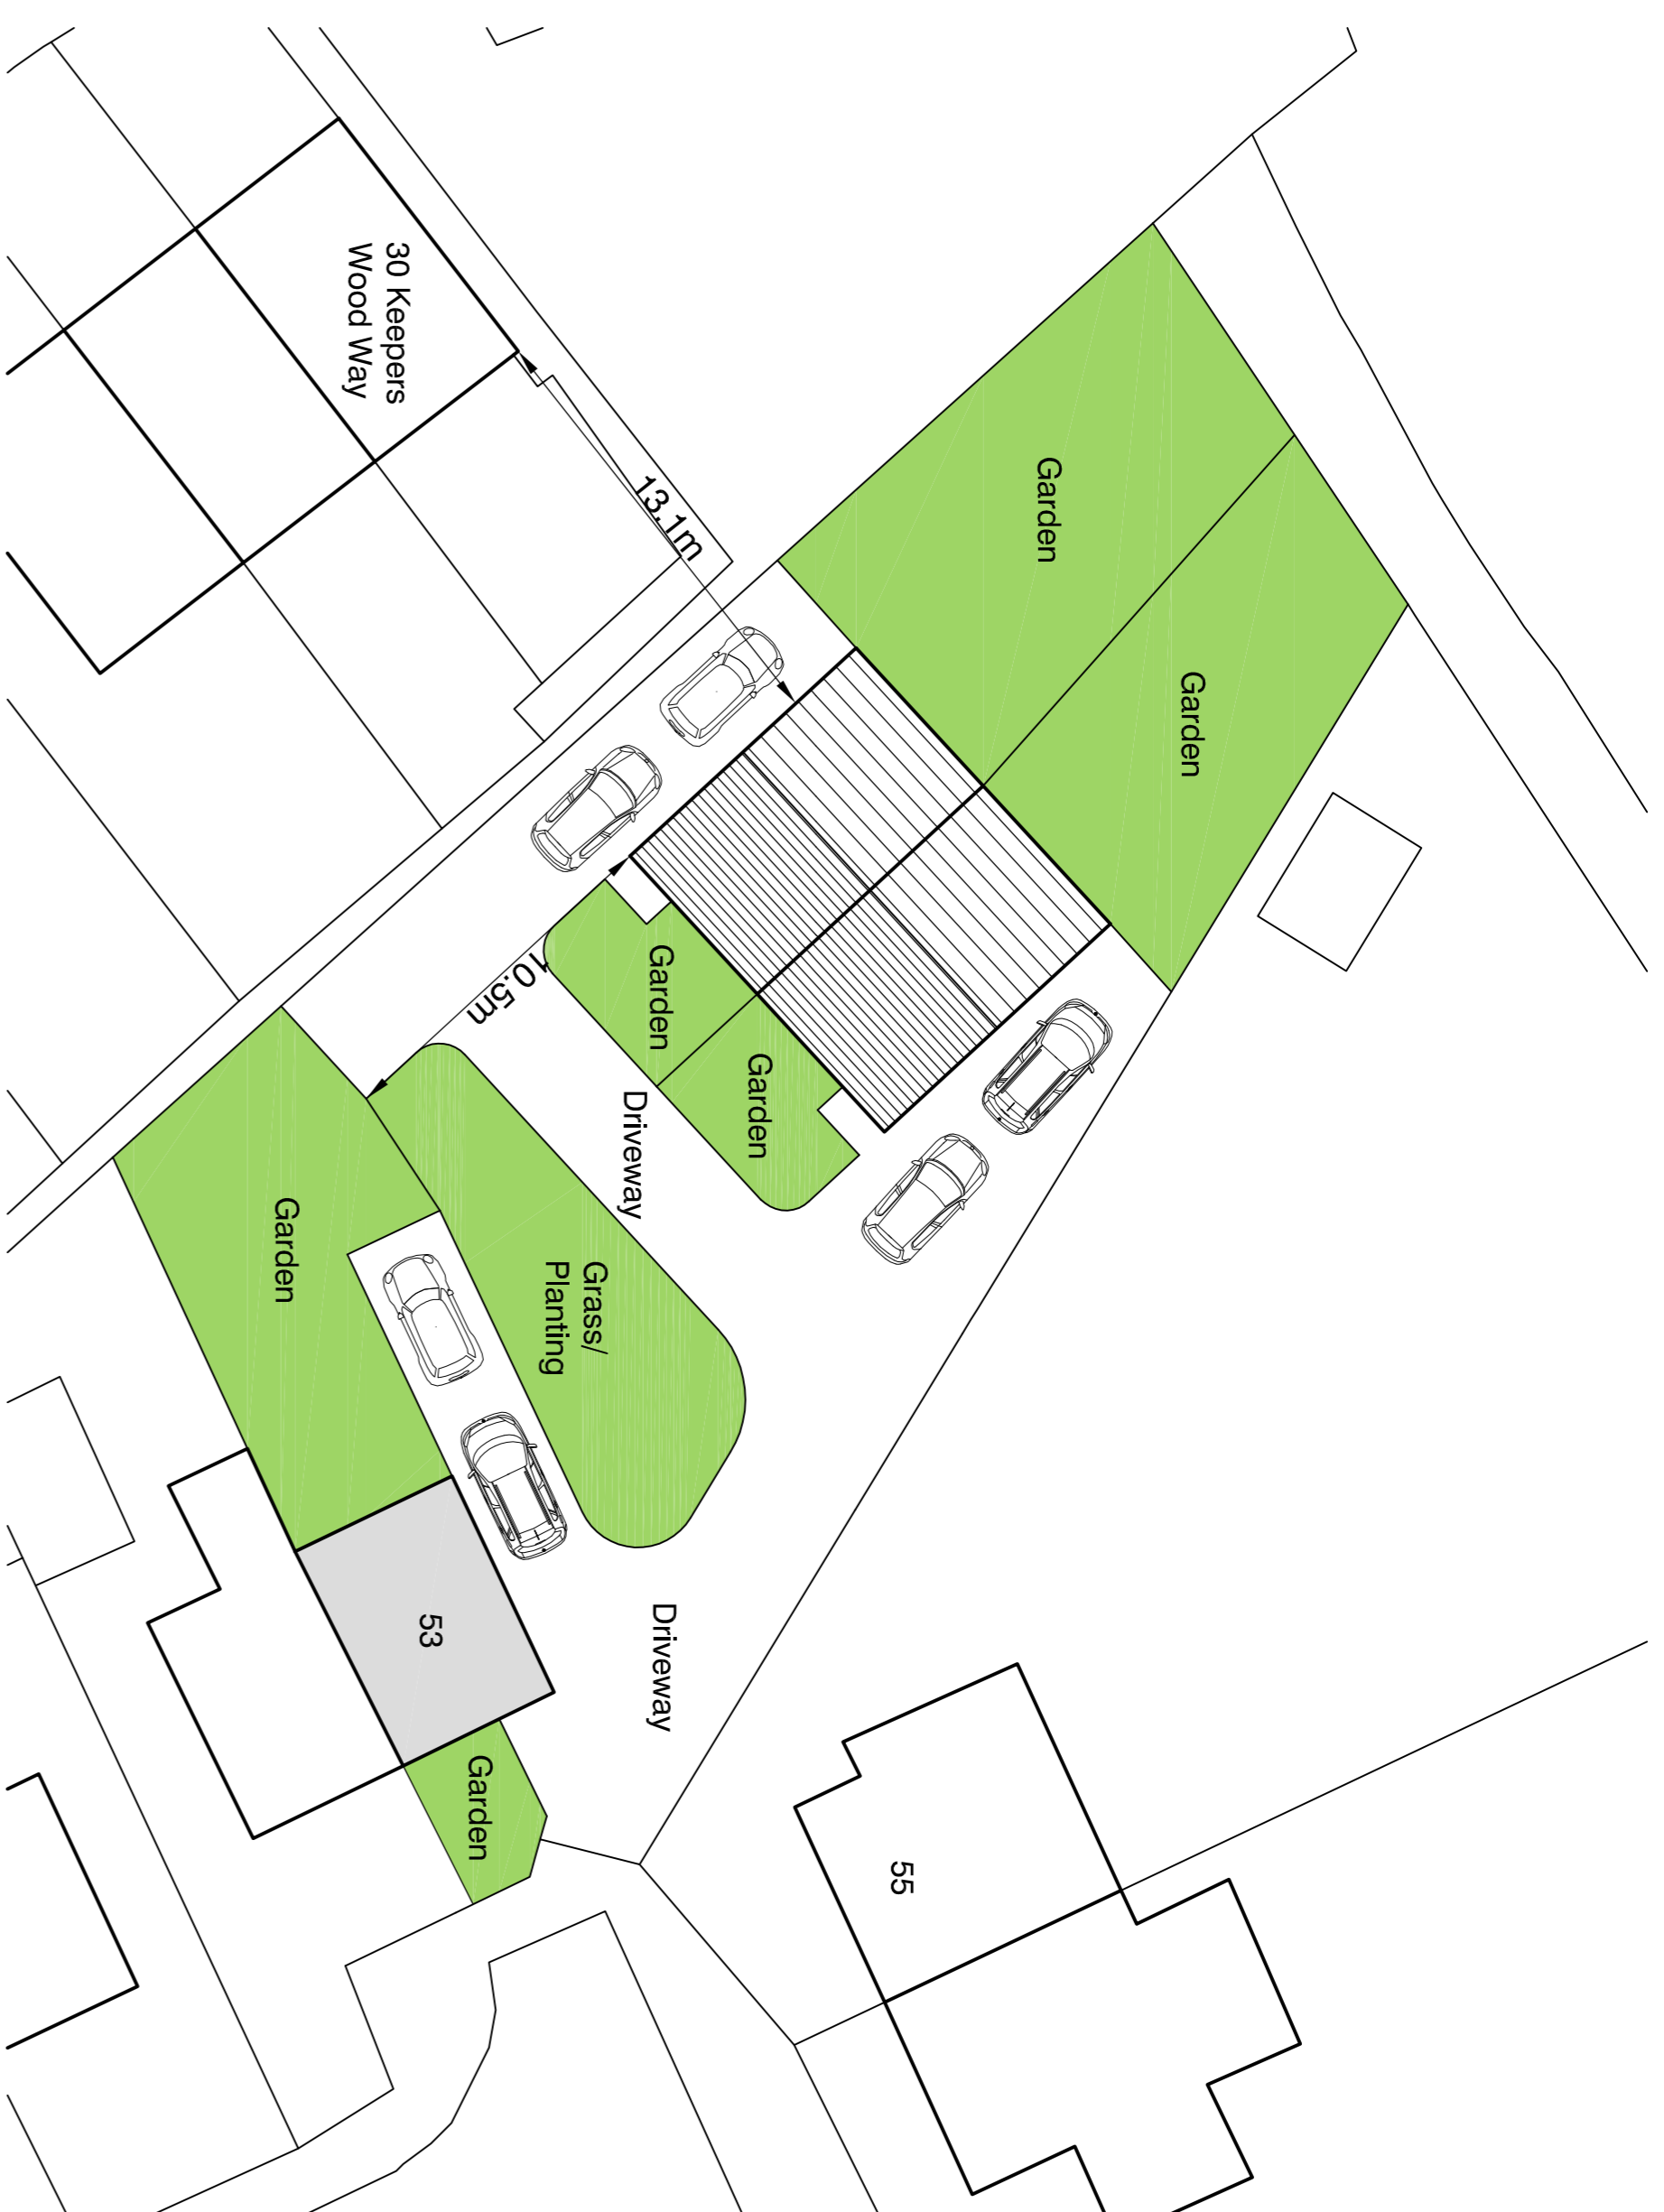 30 Keepers
Wood Way
13.1m
Garden
Garden
10.5m
Garden
Garden
Driveway
Grass/
Planting
Garden
53
Driveway
Garden
55